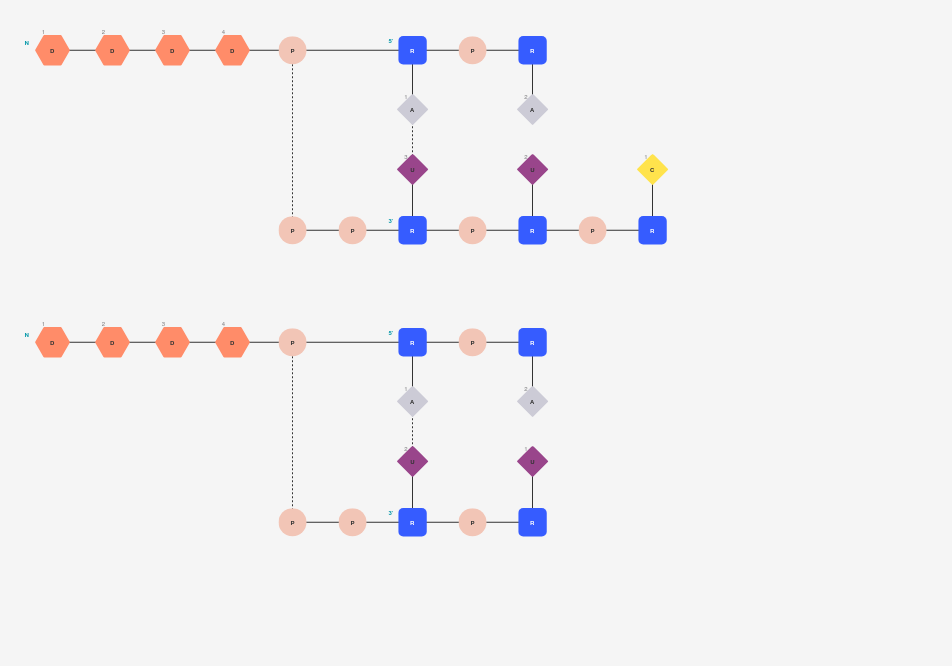 1 2 3 4
N D D D D P 5' R P R
1 2
A A
3 2 1
U U C
P P 3' R P R P R
1 2 3 4
N D D D D P 5' R P R
1 2
A A
2 1
U U
P P 3' R P R